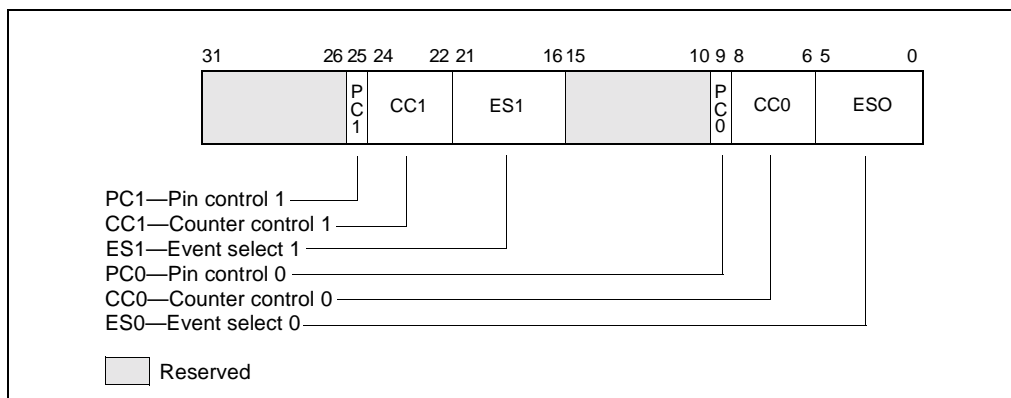 31 26 25 24 22 21 16 15 10 9 8 6 5 0
PC1 CC1 ES1 PC0 CC0 ESO
PC1—Pin control 1
CC1—Counter control 1
ES1—Event select 1
PC0—Pin control 0
CC0—Counter control 0
ES0—Event select 0
Reserved